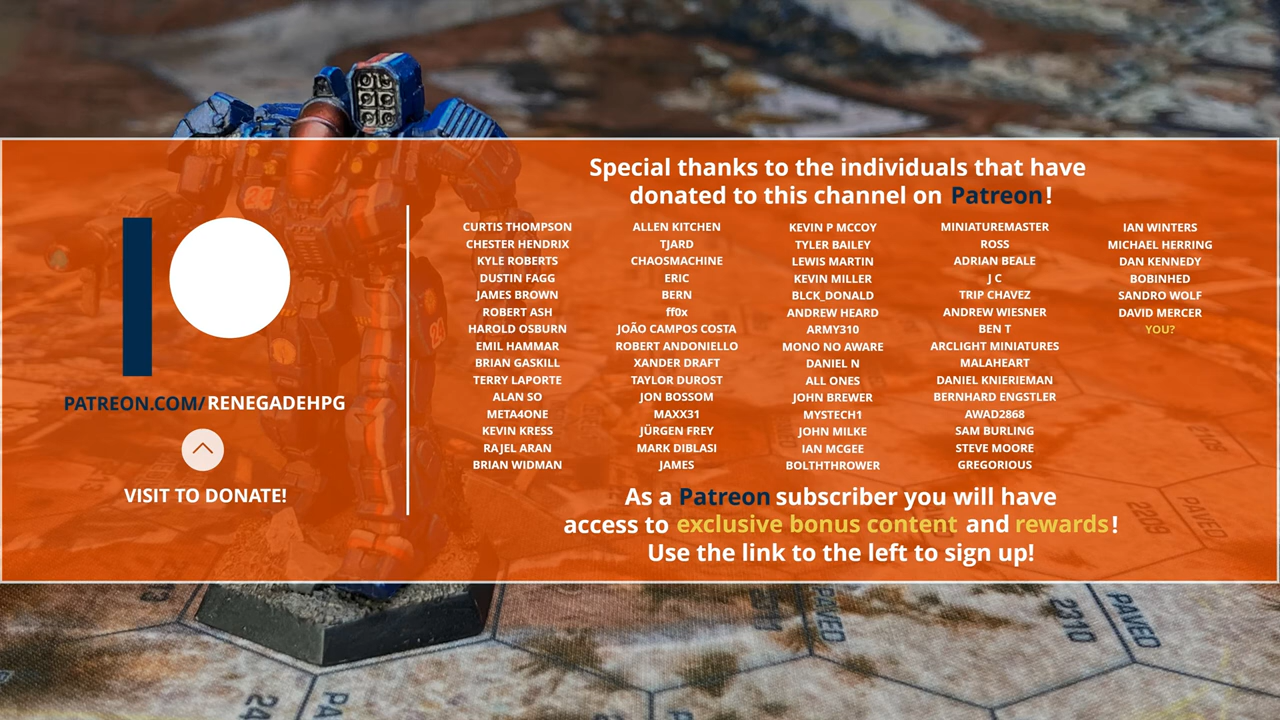 Special thanks to the individuals that have
donated to this channel on Patreon!
CURTIS THOMPSON
CHESTER HENDRIX
KYLE ROBERTS
DUSTIN FAGG
JAMES BROWN
ROBERT ASH
HAROLD OSBURN
EMIL HAMMAR
BRIAN GASKILL
TERRY LAPORTE
ALAN SO
META4ONE
KEVIN KRESS
RAJEL ARAN
BRIAN WIDMAN
ALLEN KITCHEN
TJARD
CHAOSMACHINE
ERIC
BERN
ff0x
JOÃO CAMPOS COSTA
ROBERT ANDONIELLO
XANDER DRAFT
TAYLOR DUROST
JON BOSSOM
MAXX31
JÜRGEN FREY
MARK DIBLASI
JAMES
KEVIN P MCCOY
TYLER BAILEY
LEWIS MARTIN
KEVIN MILLER
BLCK_DONALD
ANDREW HEARD
ARMY310
MONO NO AWARE
DANIEL N
ALL ONES
JOHN BREWER
MYSTECH1
JOHN MILKE
IAN MCGEE
BOLTHTHROWER
MINIATUREMASTER
ROSS
ADRIAN BEALE
J C
TRIP CHAVEZ
ANDREW WIESNER
BEN T
ARCLIGHT MINIATURES
MALAHEART
DANIEL KNIERIEMAN
BERNHARD ENGSTLER
AWAD2868
SAM BURLING
STEVE MOORE
GREGORIOUS
IAN WINTERS
MICHAEL HERRING
DAN KENNEDY
BOBINHED
SANDRO WOLF
DAVID MERCER
YOU?
PATREON.COM/RENEGADEHPG
VISIT TO DONATE!
As a Patreon subscriber you will have
access to exclusive bonus content and rewards!
Use the link to the left to sign up!
2209
PAVED
2309
PAVED
2310
PAVED